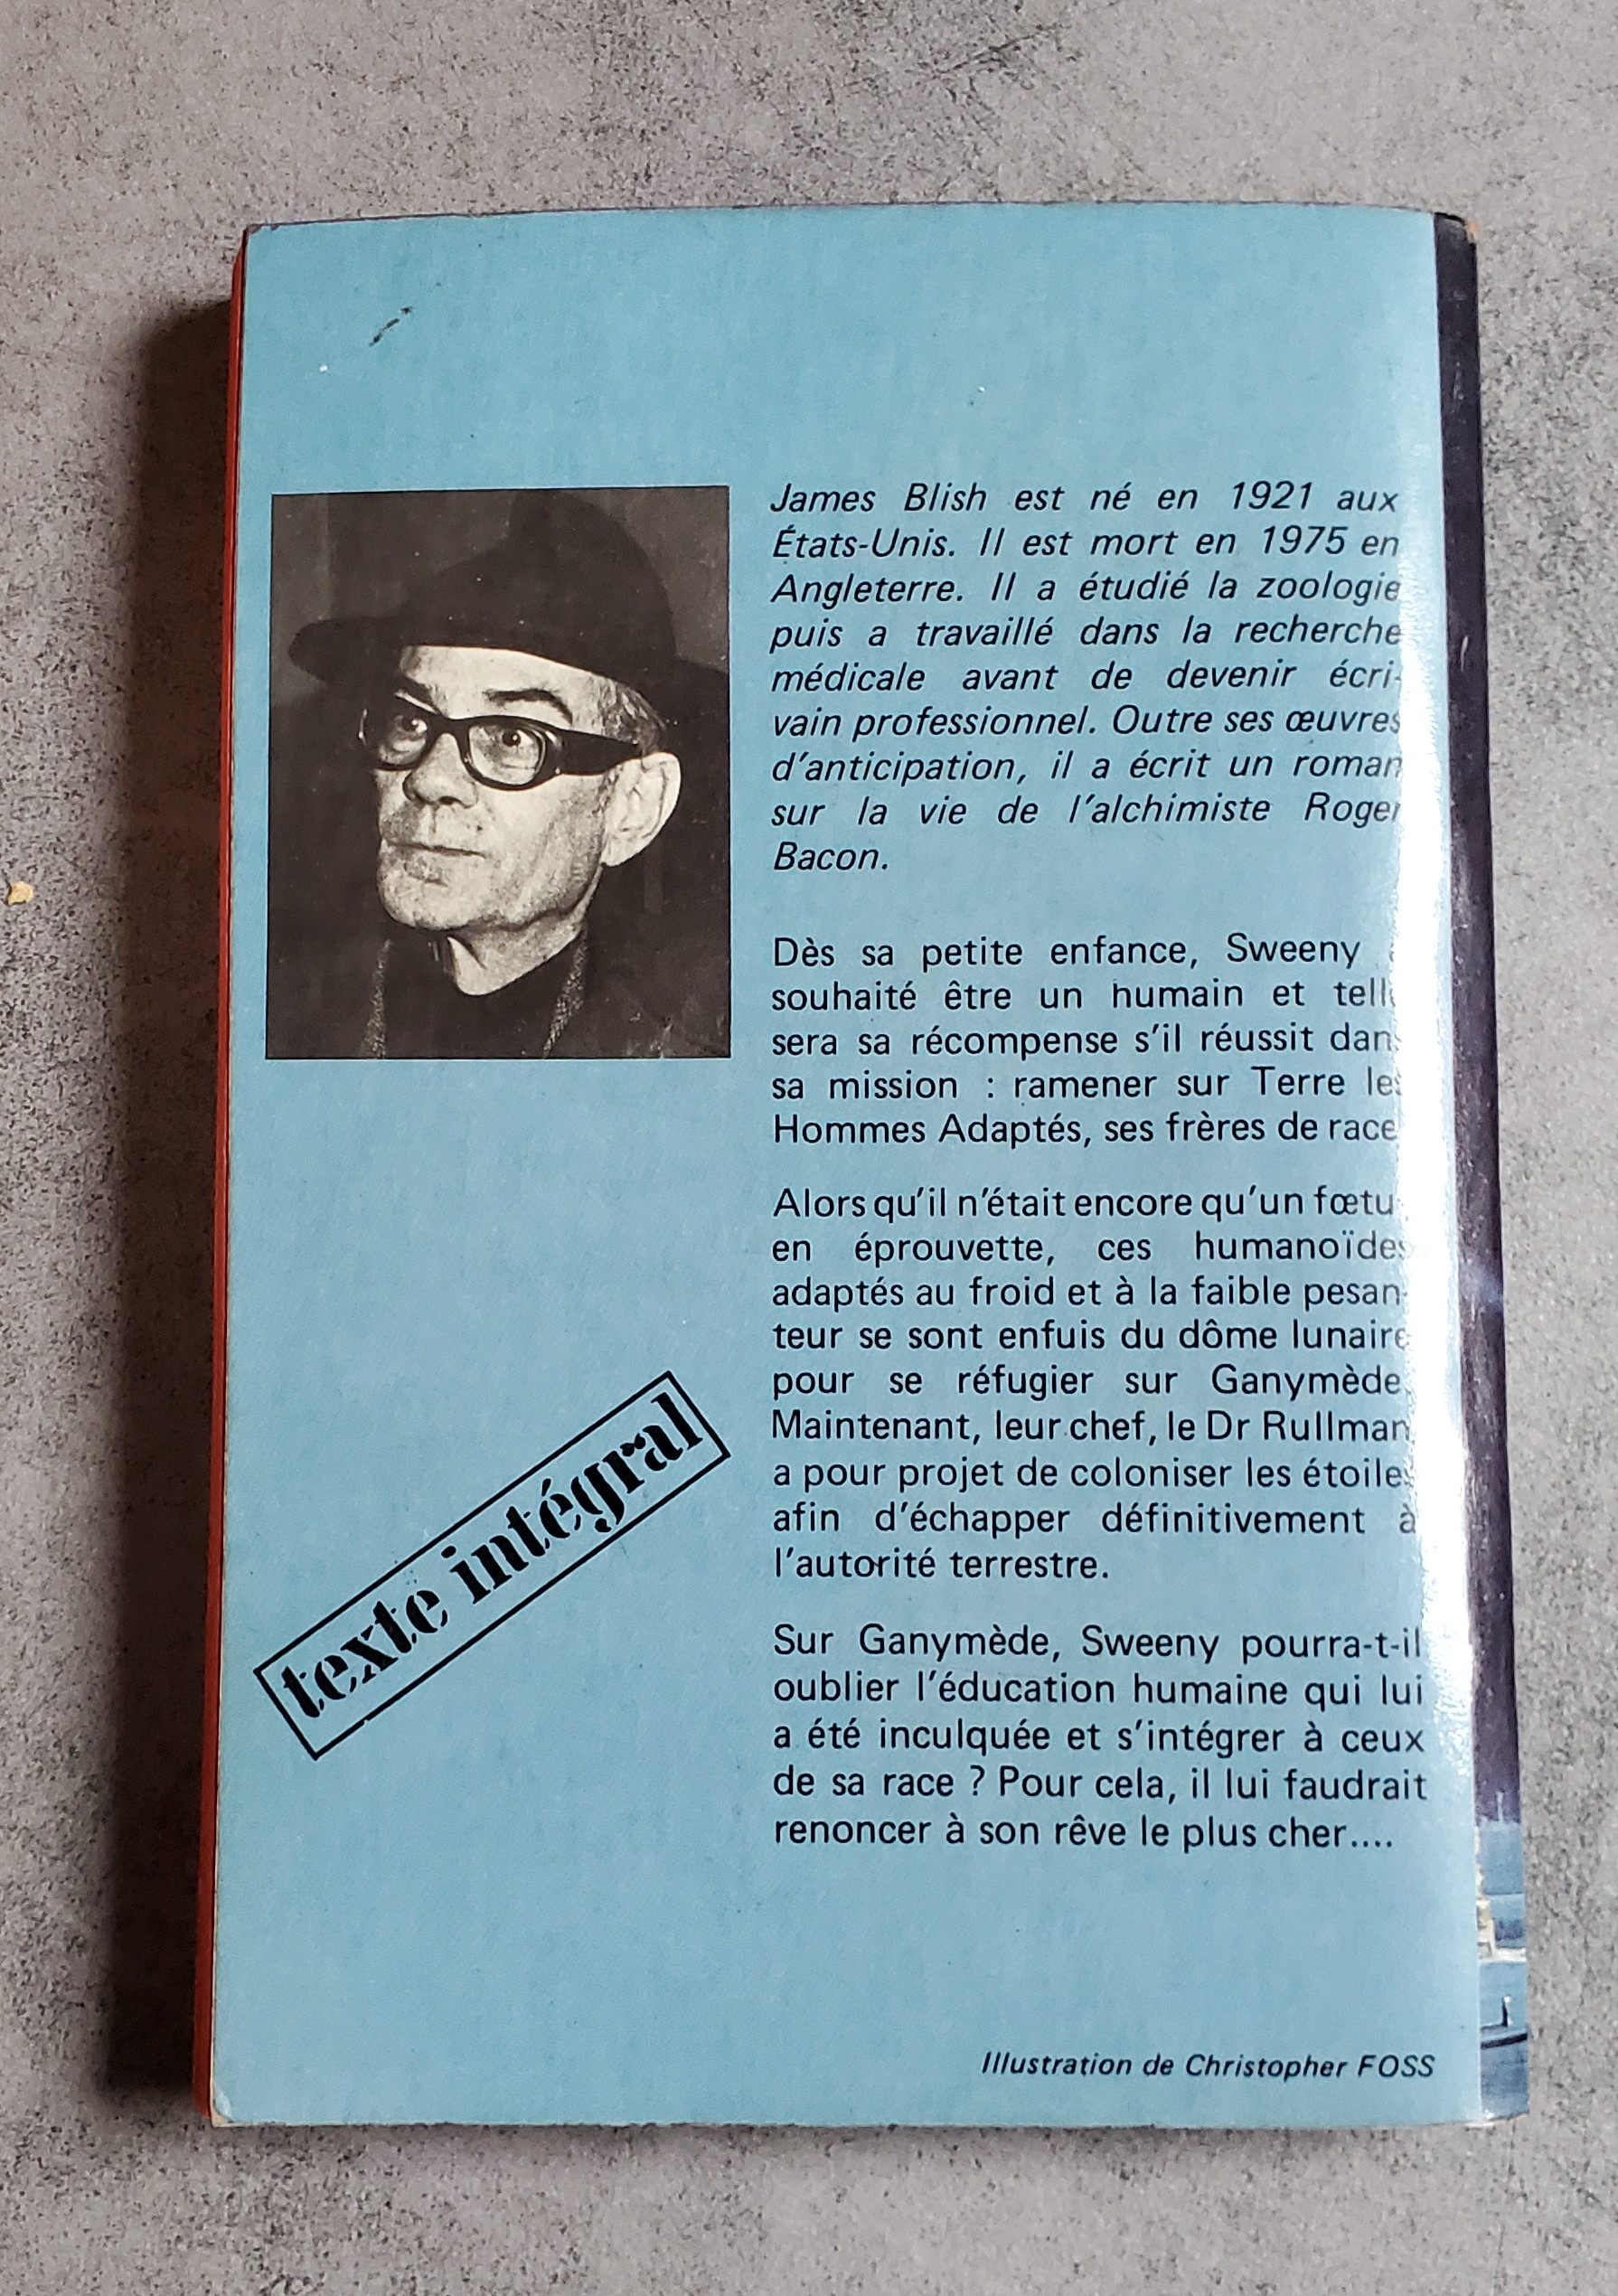 James Blish est né en 1921 aux
États-Unis. Il est mort en 1975 en
Angleterre. Il a étudié la zoologie
puis a travaillé dans la recherche
médicale avant de devenir écri-
vain professionnel. Outre ses œuvres
d'anticipation, il a écrit un roman
sur la vie de l'alchimiste Roger
Bacon.
Dès sa petite enfance, Sweeny
souhaité être un humain et telle
sera sa récompense s'il réussit dans
sa mission : ramener sur Terre les
Hommes Adaptés, ses frères de race
Alors qu'il n'était encore qu'un fœtus
en éprouvette, ces humanoïdes
adaptés au froid et à la faible pesan-
teur se sont enfuis du dôme lunaire
pour se réfugier sur Ganymède.
Maintenant, leur chef, le Dr Rullman
a pour projet de coloniser les étoiles
afin d'échapper définitivement à
l'autorité terrestre.
Sur Ganymède, Sweeny pourra-t-il
oublier l'éducation humaine qui lui
a été inculquée et s'intégrer à ceux
de sa race ? Pour cela, il lui faudrait
renoncer à son rêve le plus cher....
texte intégral
Illustration de Christopher FOSS